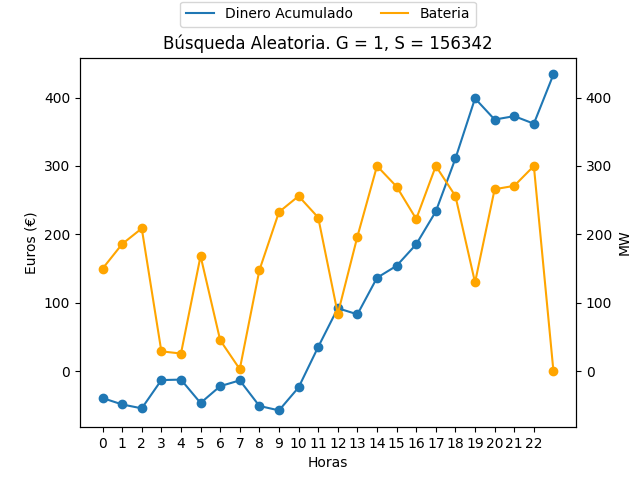 Dinero Acumulado Bateria
Búsqueda Aleatoria. G = 1, S = 156342
400 400
300 300
200 200
100 100
0 0
Euros (€)
MW
0 1 2 3 4 5 6 7 8 9 10 11 12 13 14 15 16 17 18 19 20 21 22
Horas